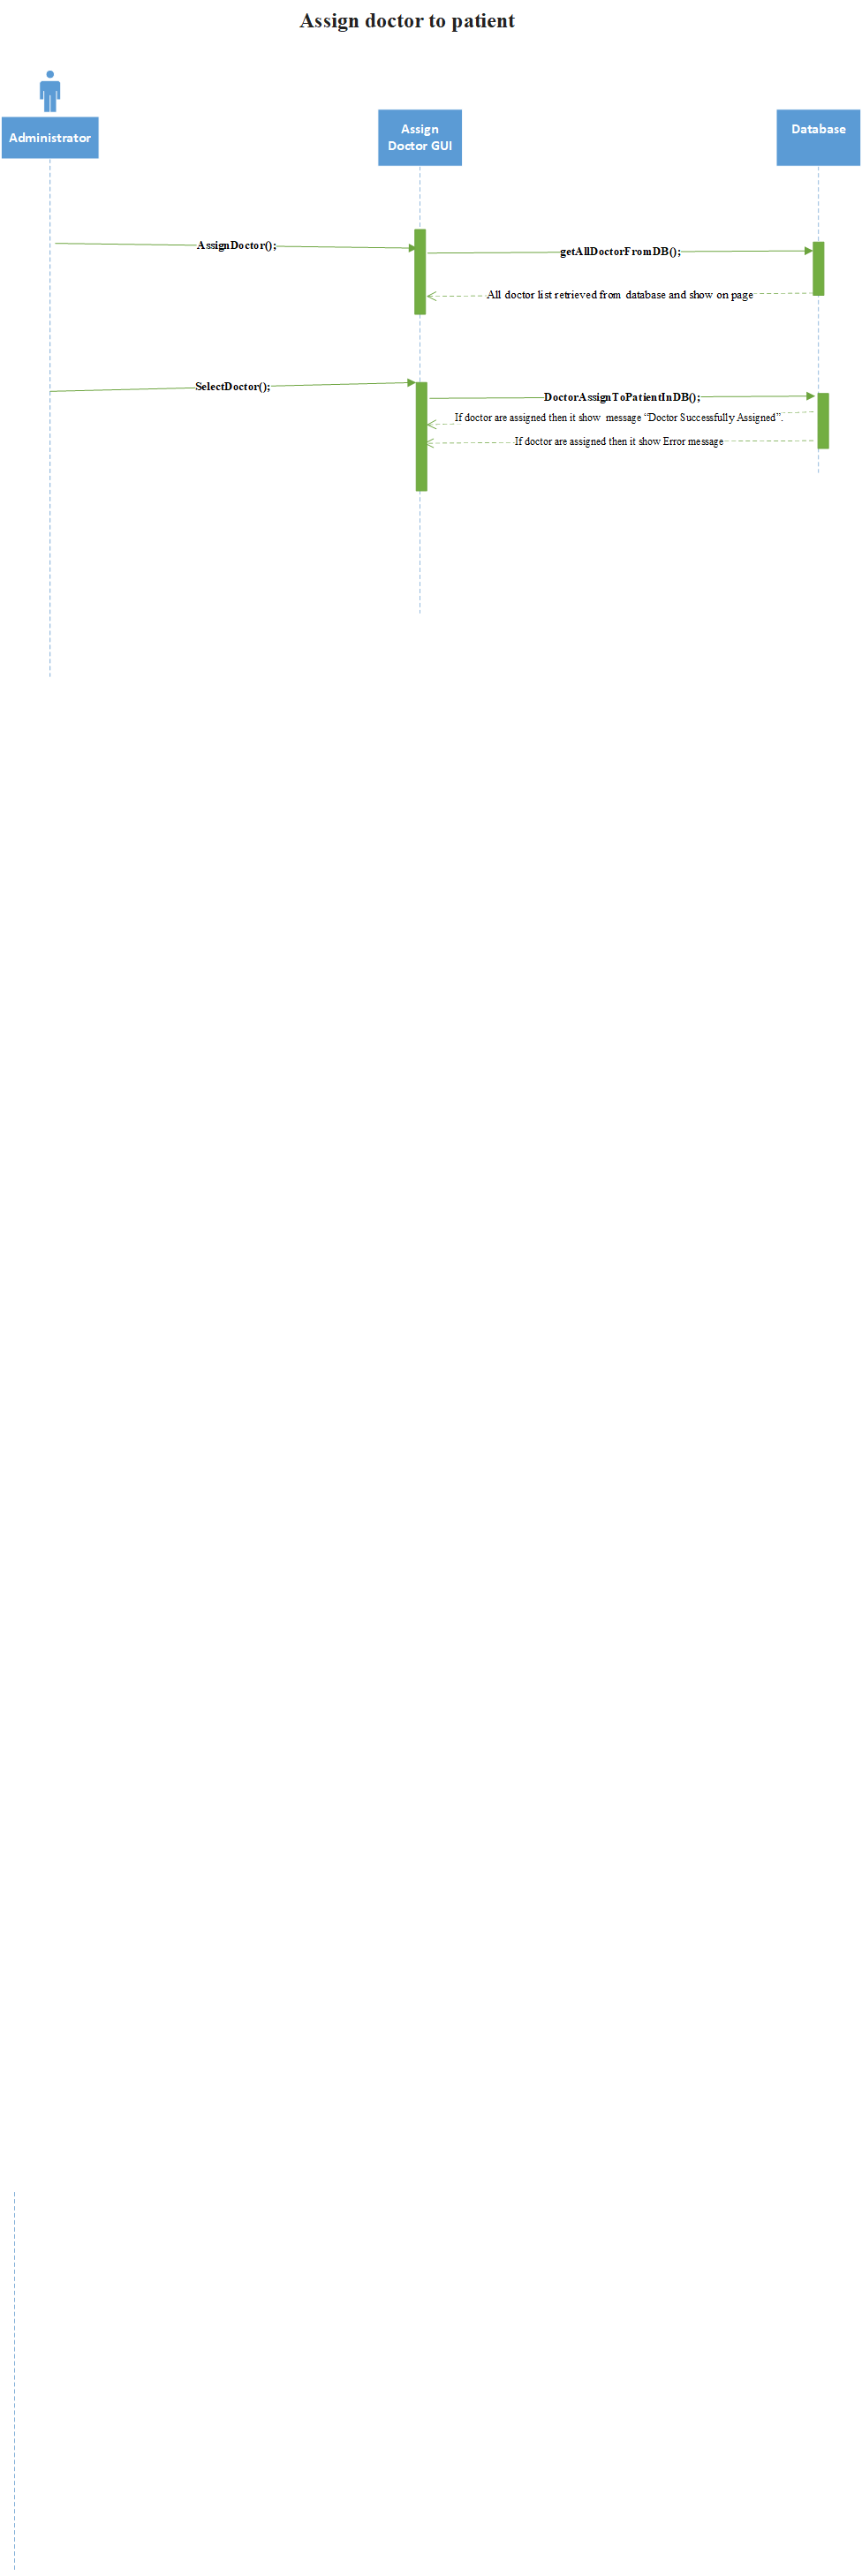 Assign doctor to patient
Administrator
Assign
Doctor GUI
Database
AssignDoctor();
getAllDoctorFromDB();
All doctor list retrieved from database and show on page
SelectDoctor();
DoctorAssignToPatientInDB();
If doctor are assigned then it show  message “Doctor Successfully Assigned”.
If doctor are assigned then it show Error message